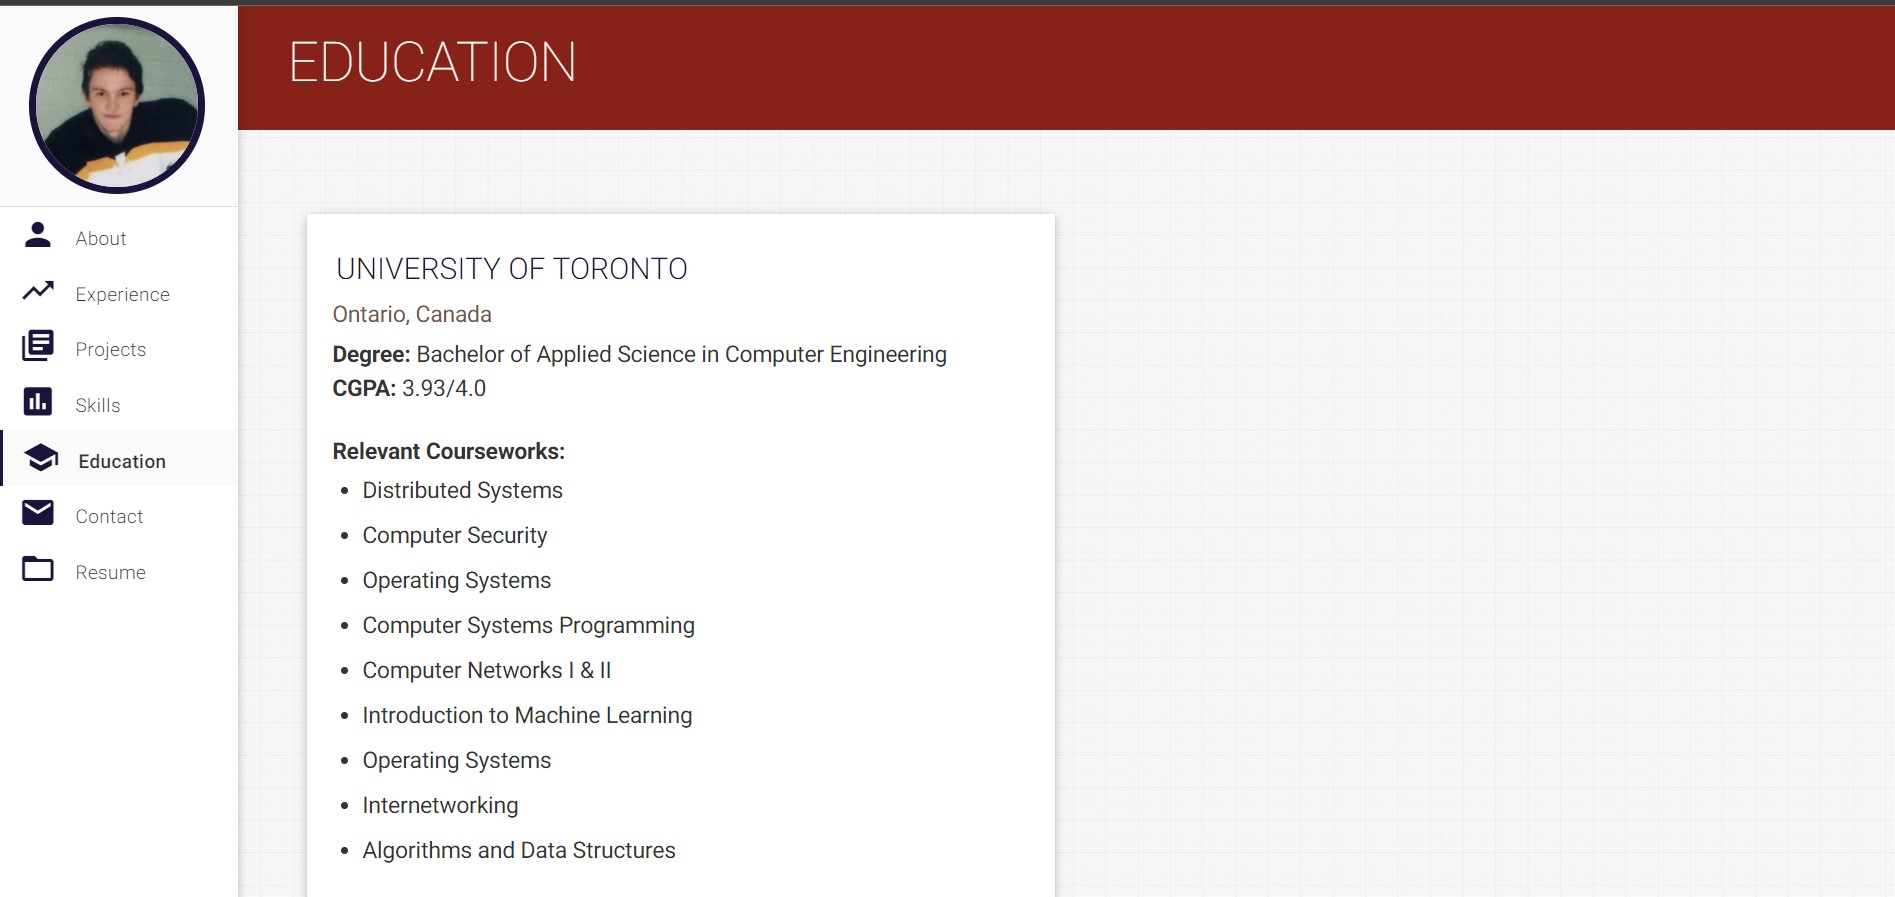 EDUCATION
About
Experience
Projects
Skills
Education
Contact
Resume
UNIVERSITY OF TORONTO
Ontario, Canada
Degree: Bachelor of Applied Science in Computer Engineering
CGPA: 3.93/4.0
Relevant Courseworks:
• Distributed Systems
• Computer Security
• Operating Systems
• Computer Systems Programming
• Computer Networks I & II
• Introduction to Machine Learning
• Operating Systems
• Internetworking
• Algorithms and Data Structures